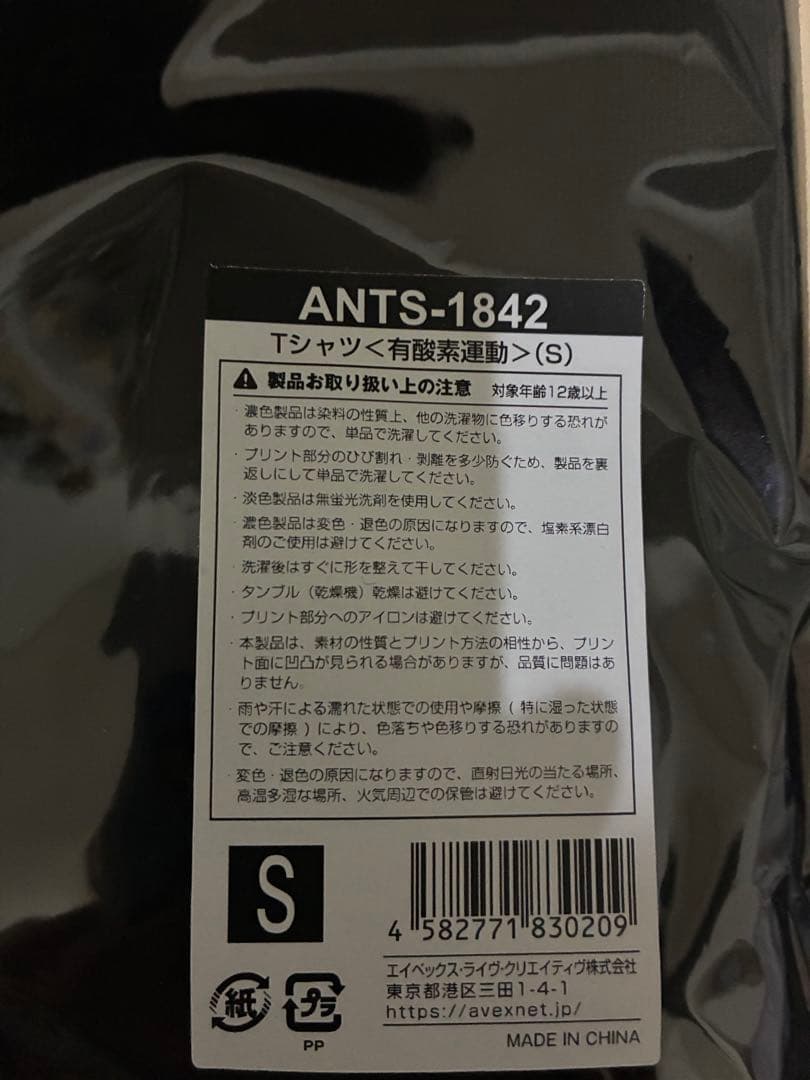 ANTS-1842
Tシャツ＜有酸素運動＞(S)
製品お取り扱い上の注意 対象年齢12歳以上
・濃色製品は染料の性質上、他の洗濯物に色移りする恐れが
ありますので、単品で洗濯してください。
・プリント部分のひび割れ・剥離を多少防ぐため、製品を裏
返しにして単品で洗濯してください。
・淡色製品は無蛍光洗剤を使用してください。
・濃色製品は変色・退色の原因になりますので、塩素系漂白
剤のご使用は避けてください。
・洗濯後はすぐに形を整えて干してください。
・タンブル（乾燥機）乾燥は避けてください。
・プリント部分へのアイロンは避けてください。
・本製品は、素材の性質とプリント方法の相性から、プリン
ト面に凹凸が見られる場合がありますが、品質に問題はあ
りません。
・雨や汗による濡れた状態での使用や摩擦（特に湿った状態
での摩擦）により、色落ちや色移りする恐れがありますの
で、ご注意ください。
・変色・退色の原因になりますので、直射日光の当たる場所、
高温多湿な場所、火気周辺での保管は避けてください。
S
4 582771 830209
エイベックス・ライヴ・クリエイティヴ株式会社
東京都港区三田1-4-1
https://avexnet.jp/
紙 プラ
PP
MADE IN CHINA